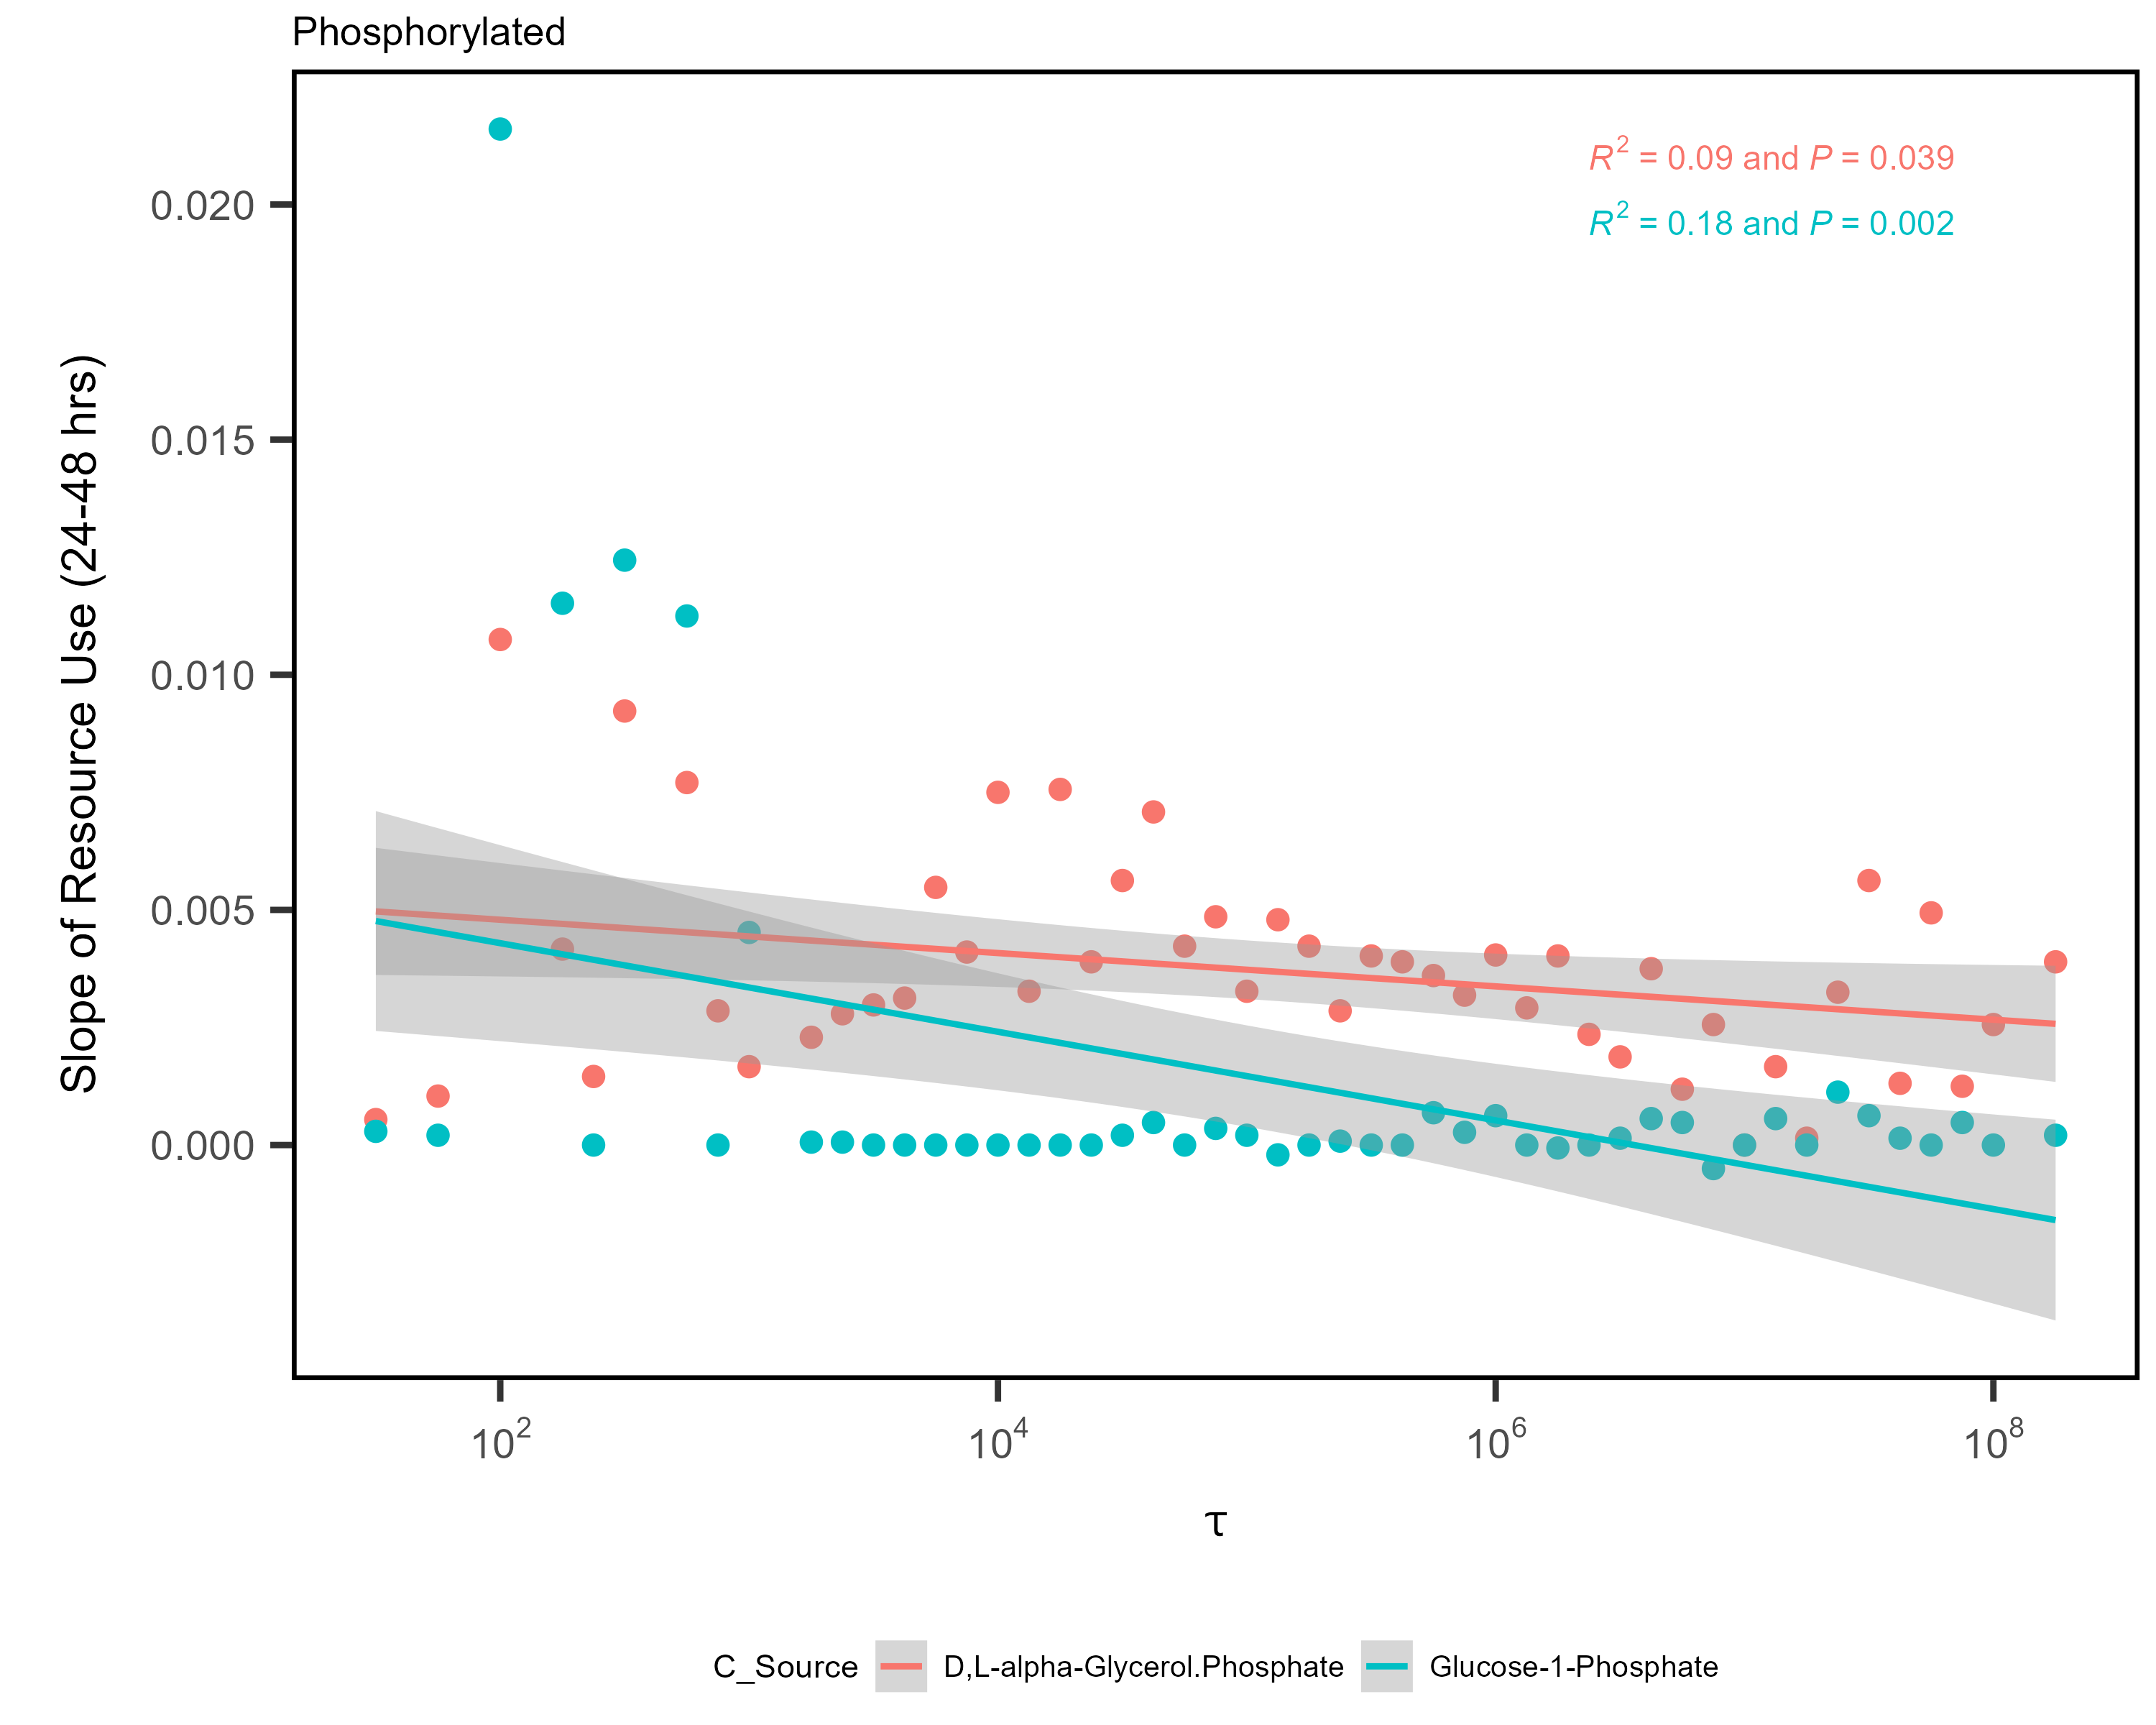 Phosphorylated
R² = 0.09 and P = 0.039
R² = 0.18 and P = 0.002
Slope of Resource Use (24-48 hrs)
0.020
0.015
0.010
0.005
0.000
10² 10⁴ 10⁶ 10⁸
τ
C_Source D,L-alpha-Glycerol.Phosphate Glucose-1-Phosphate